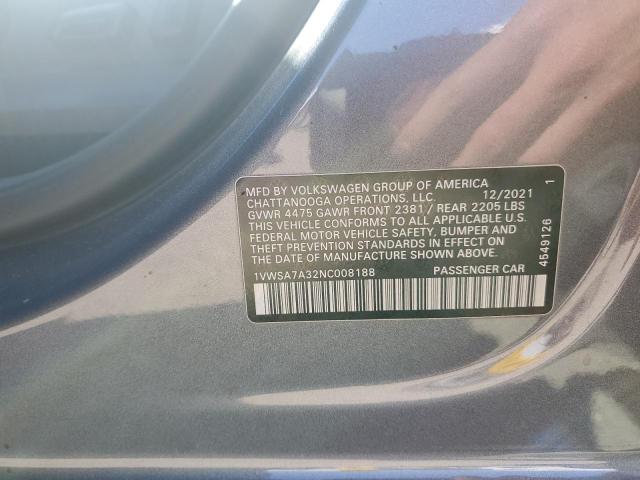 MFD BY VOLKSWAGEN GROUP OF AMERICA
CHATTANOOGA OPERATIONS, LLC. 12/2021
GVWR 4475 GAWR FRONT 2381 / REAR 2205 LBS
THIS VEHICLE CONFORMS TO ALL APPLICABLE U.S.
FEDERAL MOTOR VEHICLE SAFETY, BUMPER AND
THEFT PREVENTION STANDARDS IN EFFECT ON THE
DATE OF MANUFACTURE SHOWN ABOVE.
1VWSA7A32NC008188 PASSENGER CAR
4549126 1